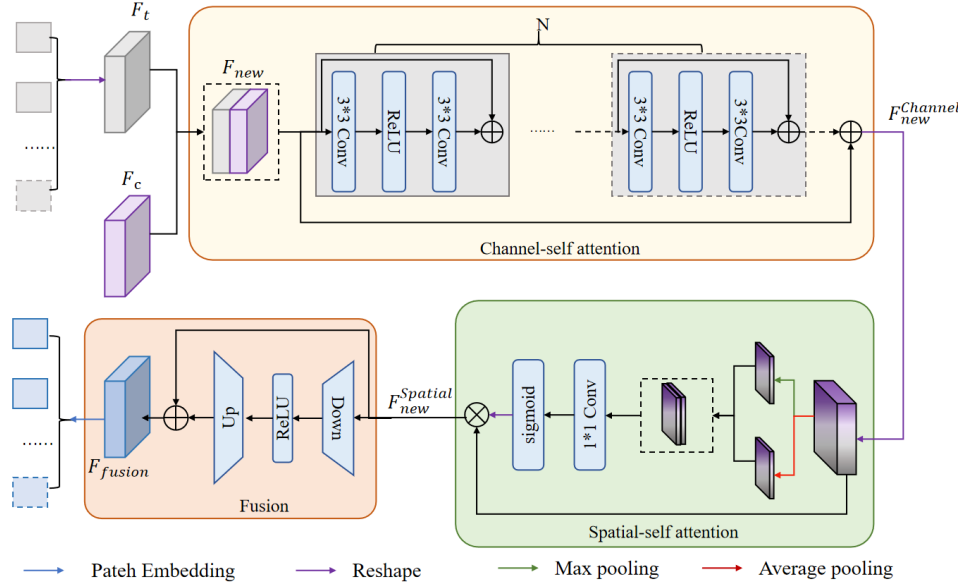 F_t
N
F_new
3*3 Conv
ReLU
3*3 Conv
......
3*3 Conv
ReLU
3*3Conv
F_new^Channel
......
F_c
Channel-self attention
F_new^Spatial
sigmoid
1*1 Conv
Up
ReLU
Down
......
F_fusion
Fusion
Spatial-self attention
Pateh Embedding
Reshape
Max pooling
Average pooling